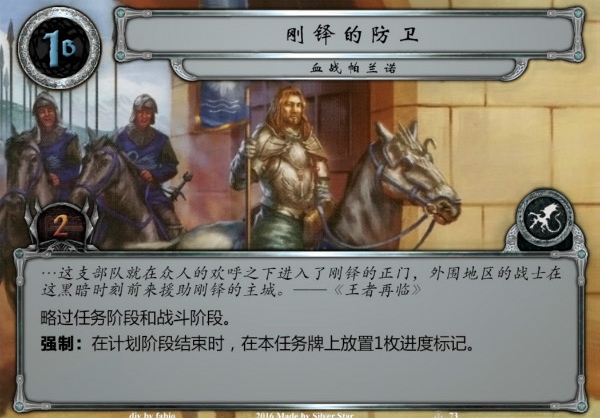 1B
刚铎的防卫
血战帕兰诺
2
…这支部队就在众人的欢呼之下进入了刚铎的正门，外围地区的战士在
这黑暗时刻前来援助刚铎的主城。——《王者再临》
略过任务阶段和战斗阶段。
强制：在计划阶段结束时，在本任务牌上放置1枚进度标记。
diy by fabio 2016 Made by Silver Star 73